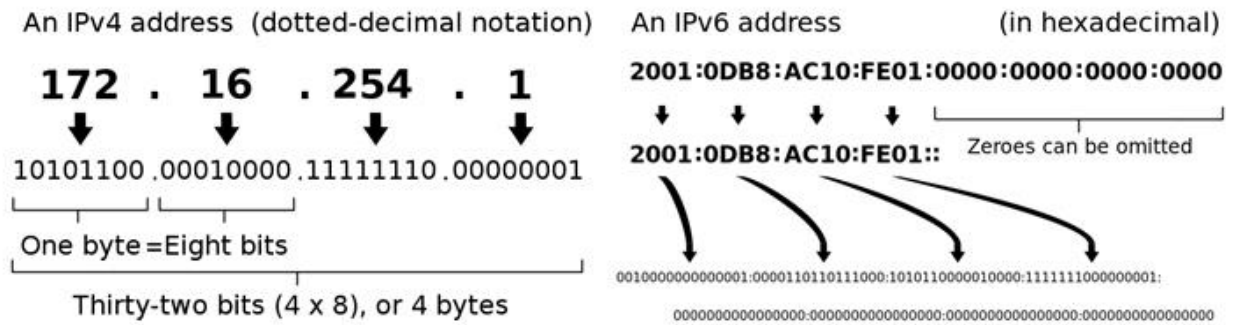 An IPv4 address (dotted-decimal notation)
172 . 16 . 254 . 1
10101100 .00010000 .11111110 .00000001
One byte =Eight bits
Thirty-two bits (4 x 8), or 4 bytes
An IPv6 address (in hexadecimal)
2001:0DB8:AC10:FE01:0000:0000:0000:0000
2001:0DB8:AC10:FE01::
Zeroes can be omitted
0010000000000001:0000110110111000:1010110000010000:1111111000000001:
0000000000000000:0000000000000000:0000000000000000:0000000000000000